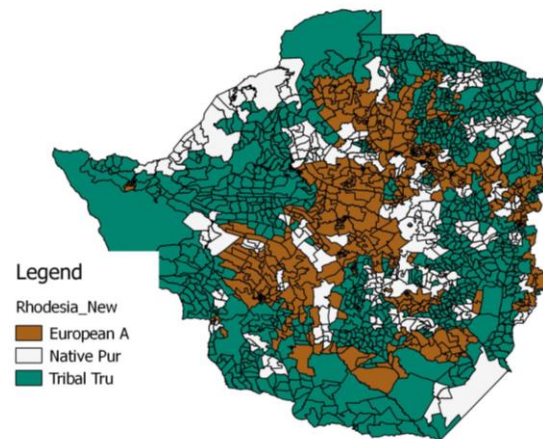 Legend
Rhodesia_New
European A
Native Pur
Tribal Tru